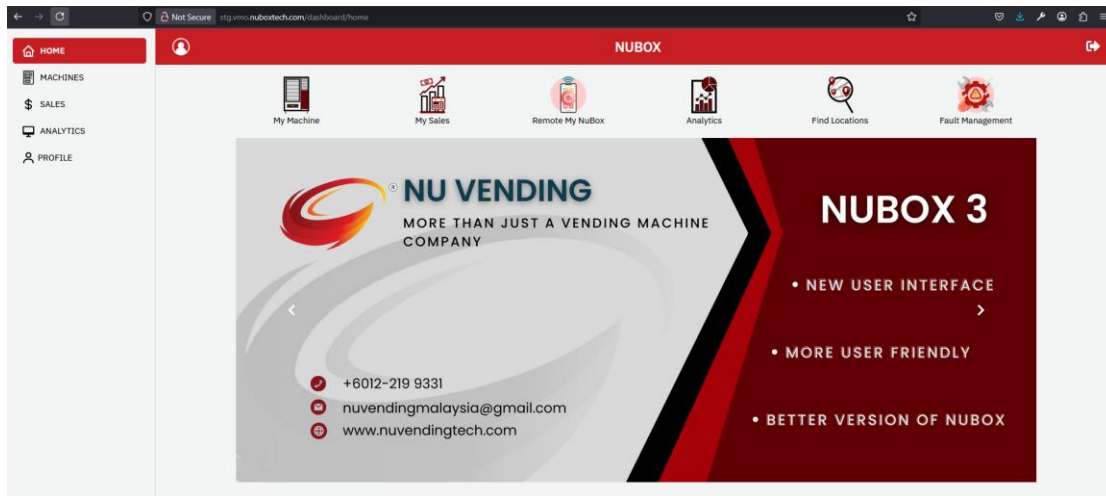 Not Secure stg.vmo.nuboxtech.com/dashboard/home
HOME
MACHINES
SALES
ANALYTICS
PROFILE
NUBOX
My Machine
My Sales
Remote My NuBox
Analytics
Find Locations
Fault Management
® NU VENDING
MORE THAN JUST A VENDING MACHINE
COMPANY
+6012-219 9331
nuvendingmalaysia@gmail.com
www.nuvendingtech.com
NUBOX 3
• NEW USER INTERFACE
• MORE USER FRIENDLY
• BETTER VERSION OF NUBOX